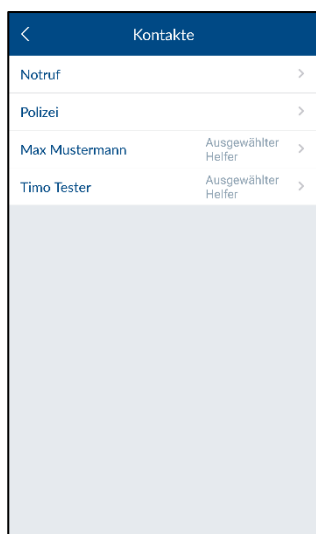 Kontakte
Notruf
Polizei
Max Mustermann
Ausgewählter
Helfer
Timo Tester
Ausgewählter
Helfer